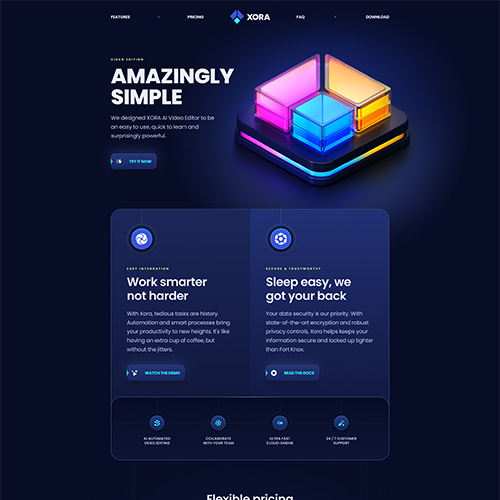 FEATURES
PRICING
XORA
FAQ
DOWNLOAD
VIDEO EDITING
AMAZINGLY
SIMPLE
We designed XORA AI Video Editor to be
an easy to use, quick to learn and
surprisingly powerful.
TRY IT NOW
EASY INTEGRATION
Work smarter
not harder
With Xora, tedious tasks are history.
Automation and smart processes bring
your productivity to new heights. It's like
having an extra cup of coffee, but
without the jitters.
WATCH THE DEMO
SECURE & TRUSTWORTHY
Sleep easy, we
got your back
Your data security is our priority. With
state-of-the-art encryption and robust
privacy controls, Xora helps keeps your
information secure and locked up tighter
than Fort Knox.
READ THE DOCS
AI AUTOMATED
VIDEO EDITING
COLLABORATE
WITH YOUR TEAM
ULTRA FAST
CLOUD-ENGINE
24 / 7 CUSTOMER
SUPPORT
Flexible pricing